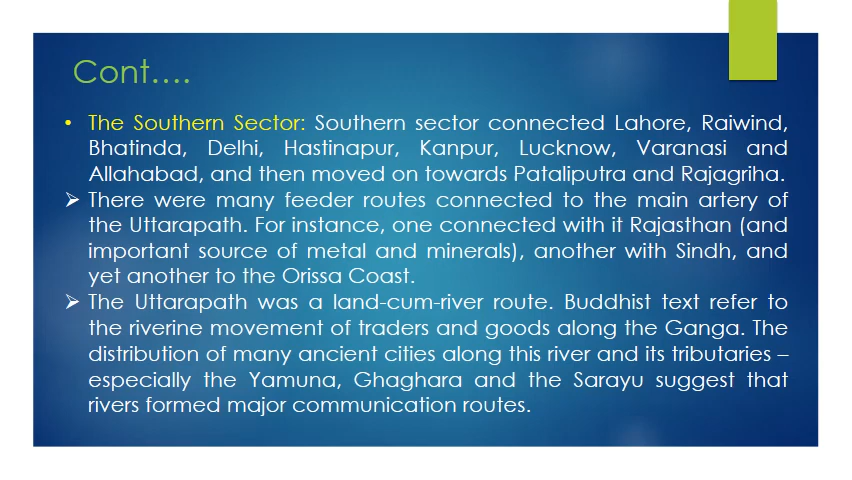 Cont....
• The Southern Sector: Southern sector connected Lahore, Raiwind,
Bhatinda, Delhi, Hastinapur, Kanpur, Lucknow, Varanasi and
Allahabad, and then moved on towards Pataliputra and Rajagriha.
➢ There were many feeder routes connected to the main artery of
the Uttarapath. For instance, one connected with it Rajasthan (and
important source of metal and minerals), another with Sindh, and
yet another to the Orissa Coast.
➢ The Uttarapath was a land-cum-river route. Buddhist text refer to
the riverine movement of traders and goods along the Ganga. The
distribution of many ancient cities along this river and its tributaries –
especially the Yamuna, Ghaghara and the Sarayu suggest that
rivers formed major communication routes.